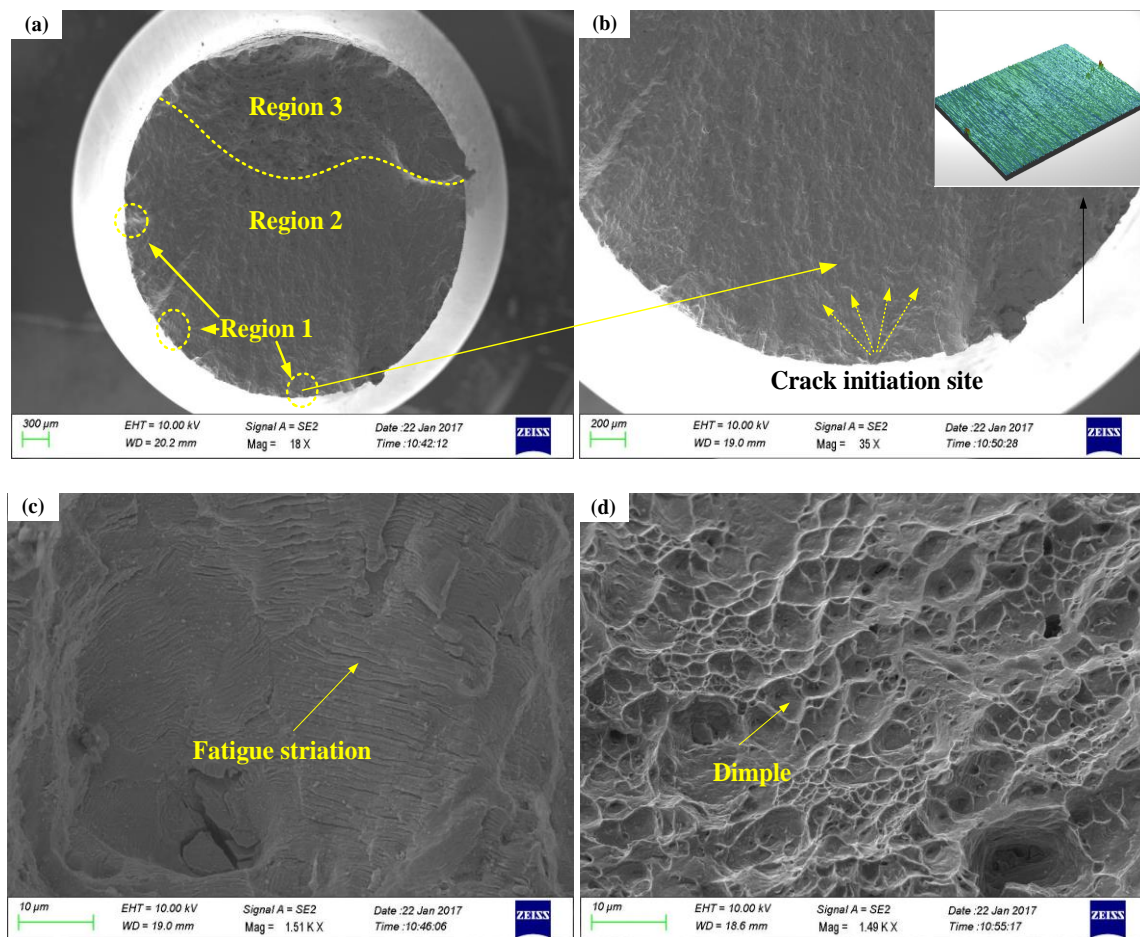 (a)
Region 3
Region 2
Region 1
300 µm
EHT = 10.00 kV
WD = 20.2 mm
Signal A = SE2
Mag = 18 X
Date :22 Jan 2017
Time :10:42:12
ZEISS
(b)
Crack initiation site
200 µm
EHT = 10.00 kV
WD = 19.0 mm
Signal A = SE2
Mag = 35 X
Date :22 Jan 2017
Time :10:50:28
ZEISS
(c)
Fatigue striation
10 µm
EHT = 10.00 kV
WD = 19.0 mm
Signal A = SE2
Mag = 1.51 K X
Date :22 Jan 2017
Time :10:46:06
ZEISS
(d)
Dimple
10 µm
EHT = 10.00 kV
WD = 18.6 mm
Signal A = SE2
Mag = 1.49 K X
Date :22 Jan 2017
Time :10:55:17
ZEISS